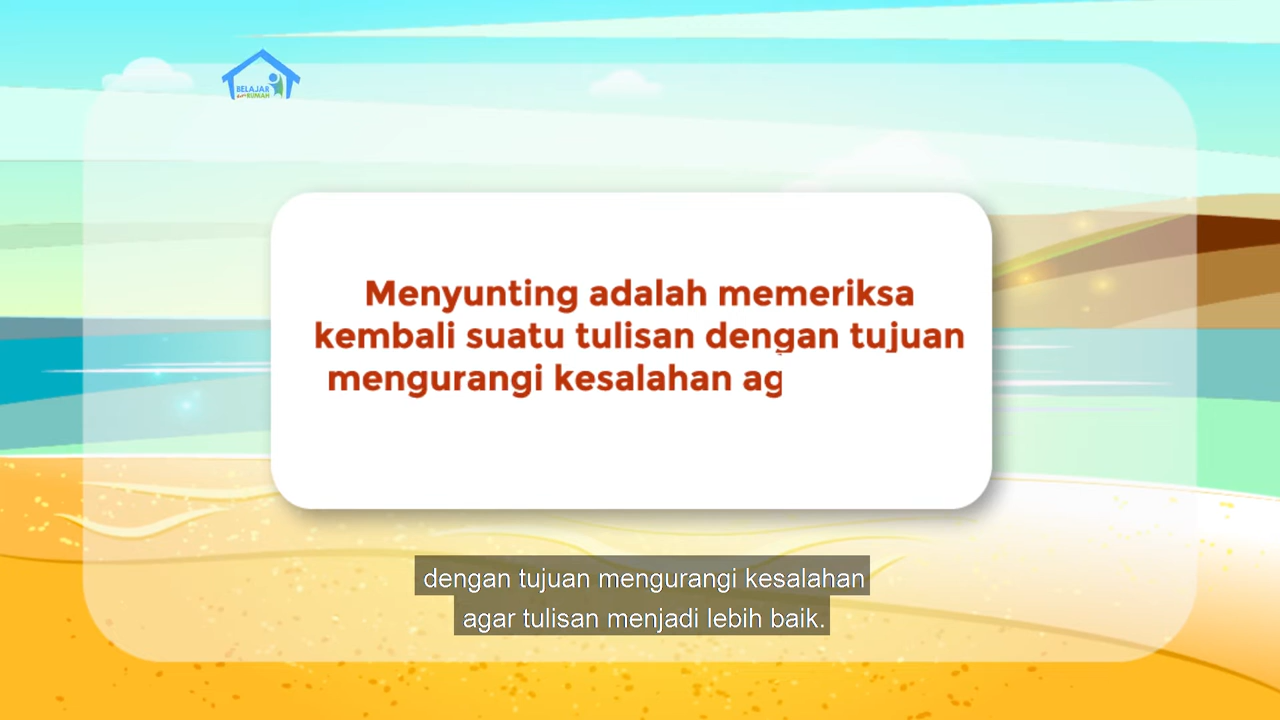 BELAJAR
dari RUMAH
Menyunting adalah memeriksa
kembali suatu tulisan dengan tujuan
mengurangi kesalahan ag
dengan tujuan mengurangi kesalahan
agar tulisan menjadi lebih baik.